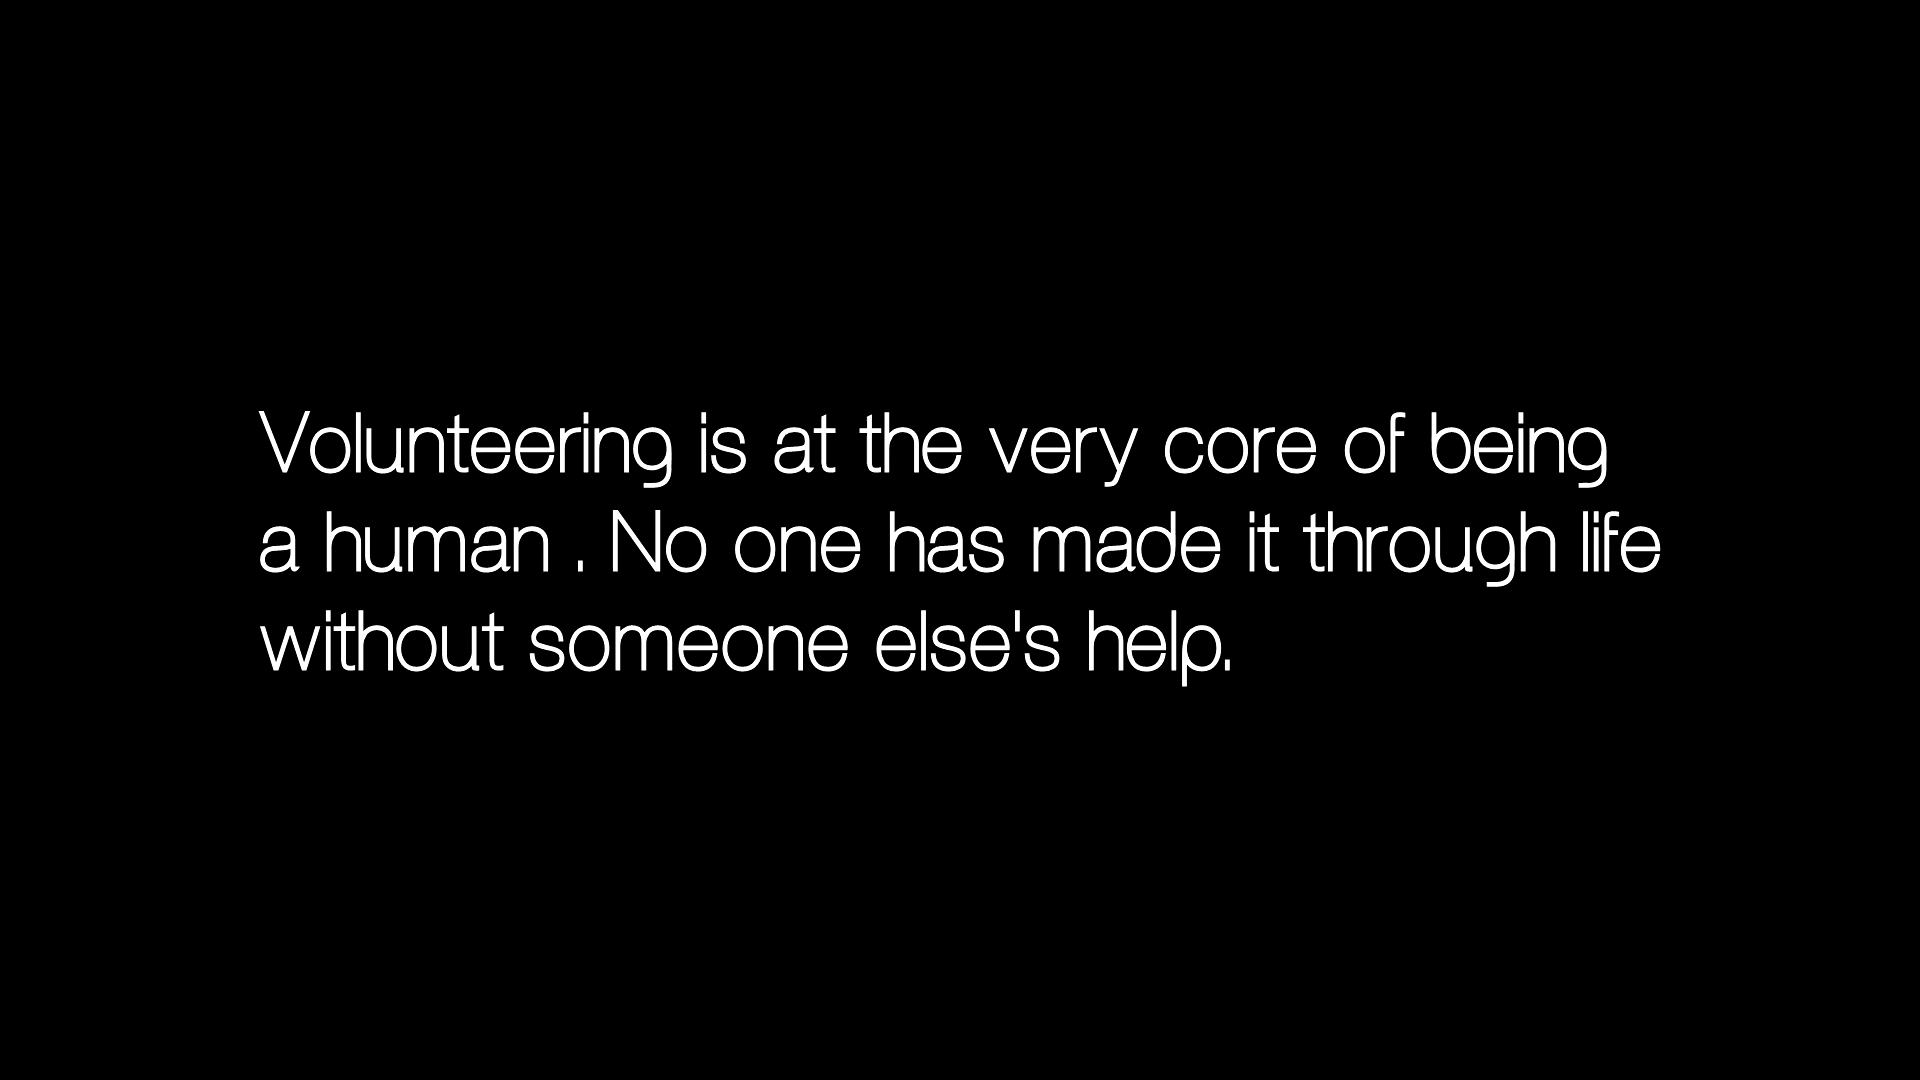 Volunteering is at the very core of being
a human . No one has made it through life
without someone else's help.